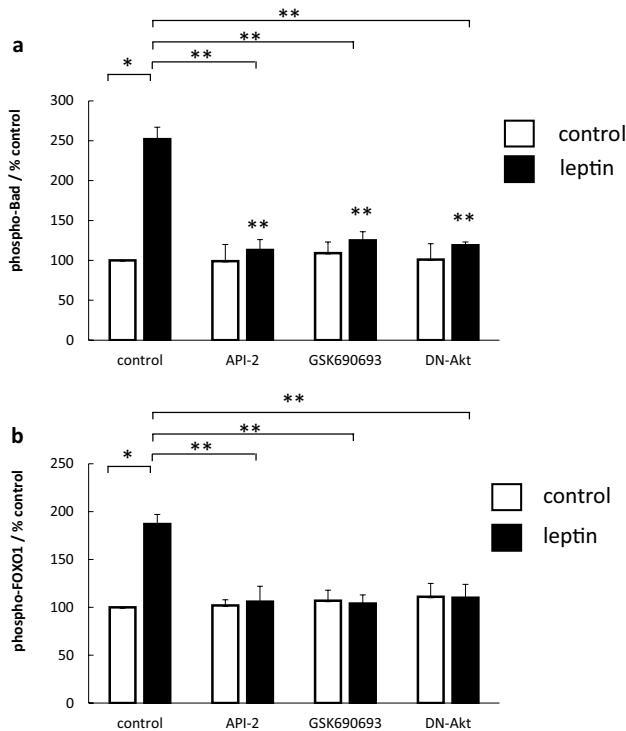 **
a
**
*
**
300
250
200
150
100
50
0
phospho-Bad / % control
control
leptin
**
**
**
control
API-2
GSK690693
DN-Akt
b
**
**
*
**
250
200
150
100
50
0
phospho-FOXO1 / % control
control
leptin
control
API-2
GSK690693
DN-Akt